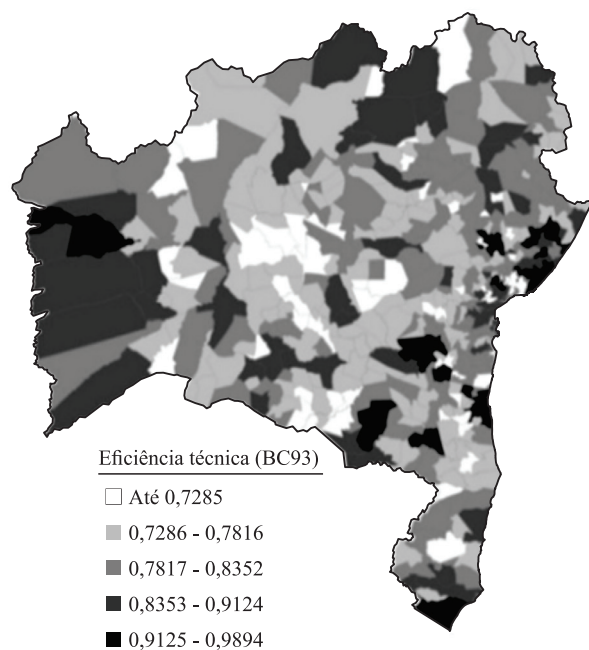 Eficiência técnica (BC93)
Até 0,7285
0,7286 - 0,7816
0,7817 - 0,8352
0,8353 - 0,9124
0,9125 - 0,9894